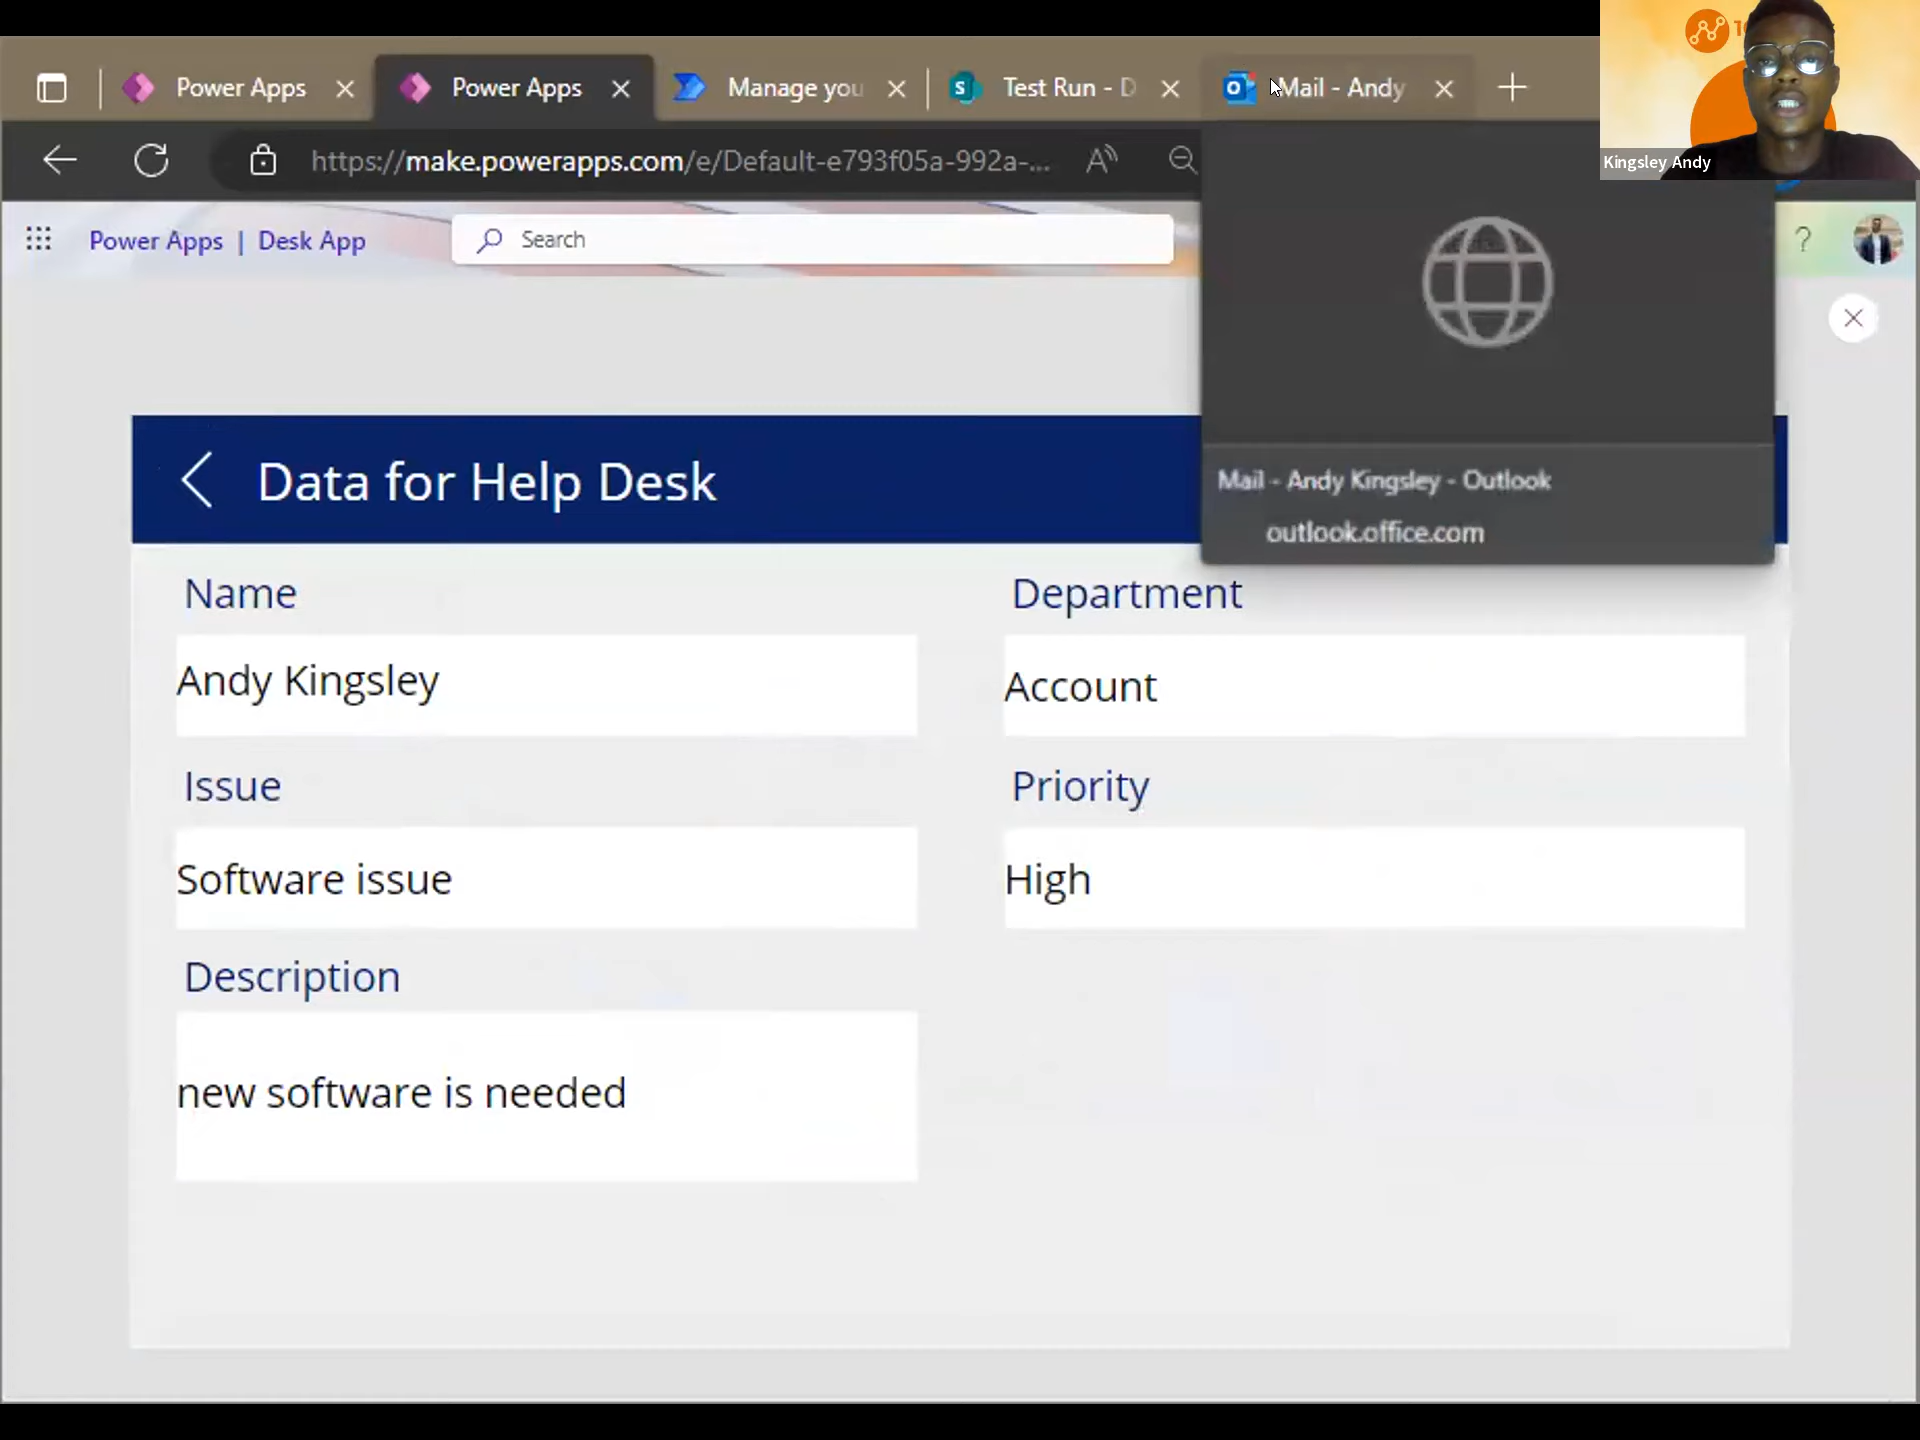 Power Apps
Power Apps
Manage you
Test Run - D
Mail - Andy
Kingsley Andy
https://make.powerapps.com/e/Default-e793f05a-992a-...
Power Apps | Desk App
Search
?
Mail - Andy Kingsley - Outlook
outlook.office.com
Data for Help Desk
Name
Department
Andy Kingsley
Account
Issue
Priority
Software issue
High
Description
new software is needed